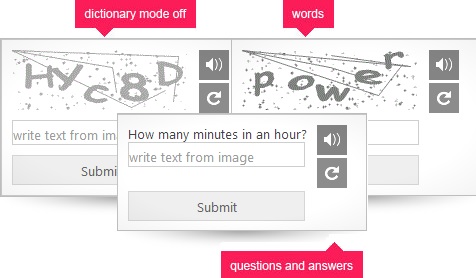 dictionary mode off
words
Hyc8D
power
write text from ima
Submi
How many minutes in an hour?
write text from image
Submit
questions and answers